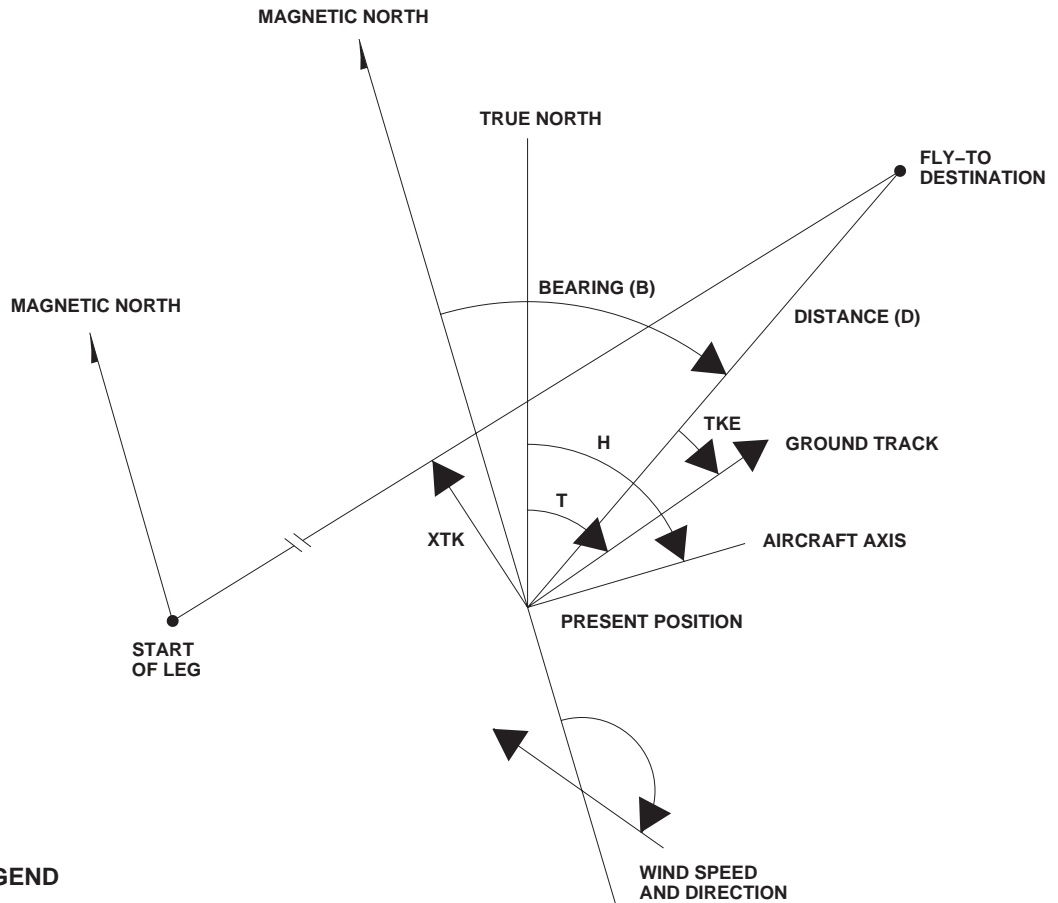 MAGNETIC NORTH
TRUE NORTH
FLY–TO
DESTINATION
BEARING (B)
MAGNETIC NORTH
DISTANCE (D)
TKE
H
GROUND TRACK
T
XTK
AIRCRAFT AXIS
PRESENT POSITION
START
OF LEG
WIND SPEED
AND DIRECTION
GEND